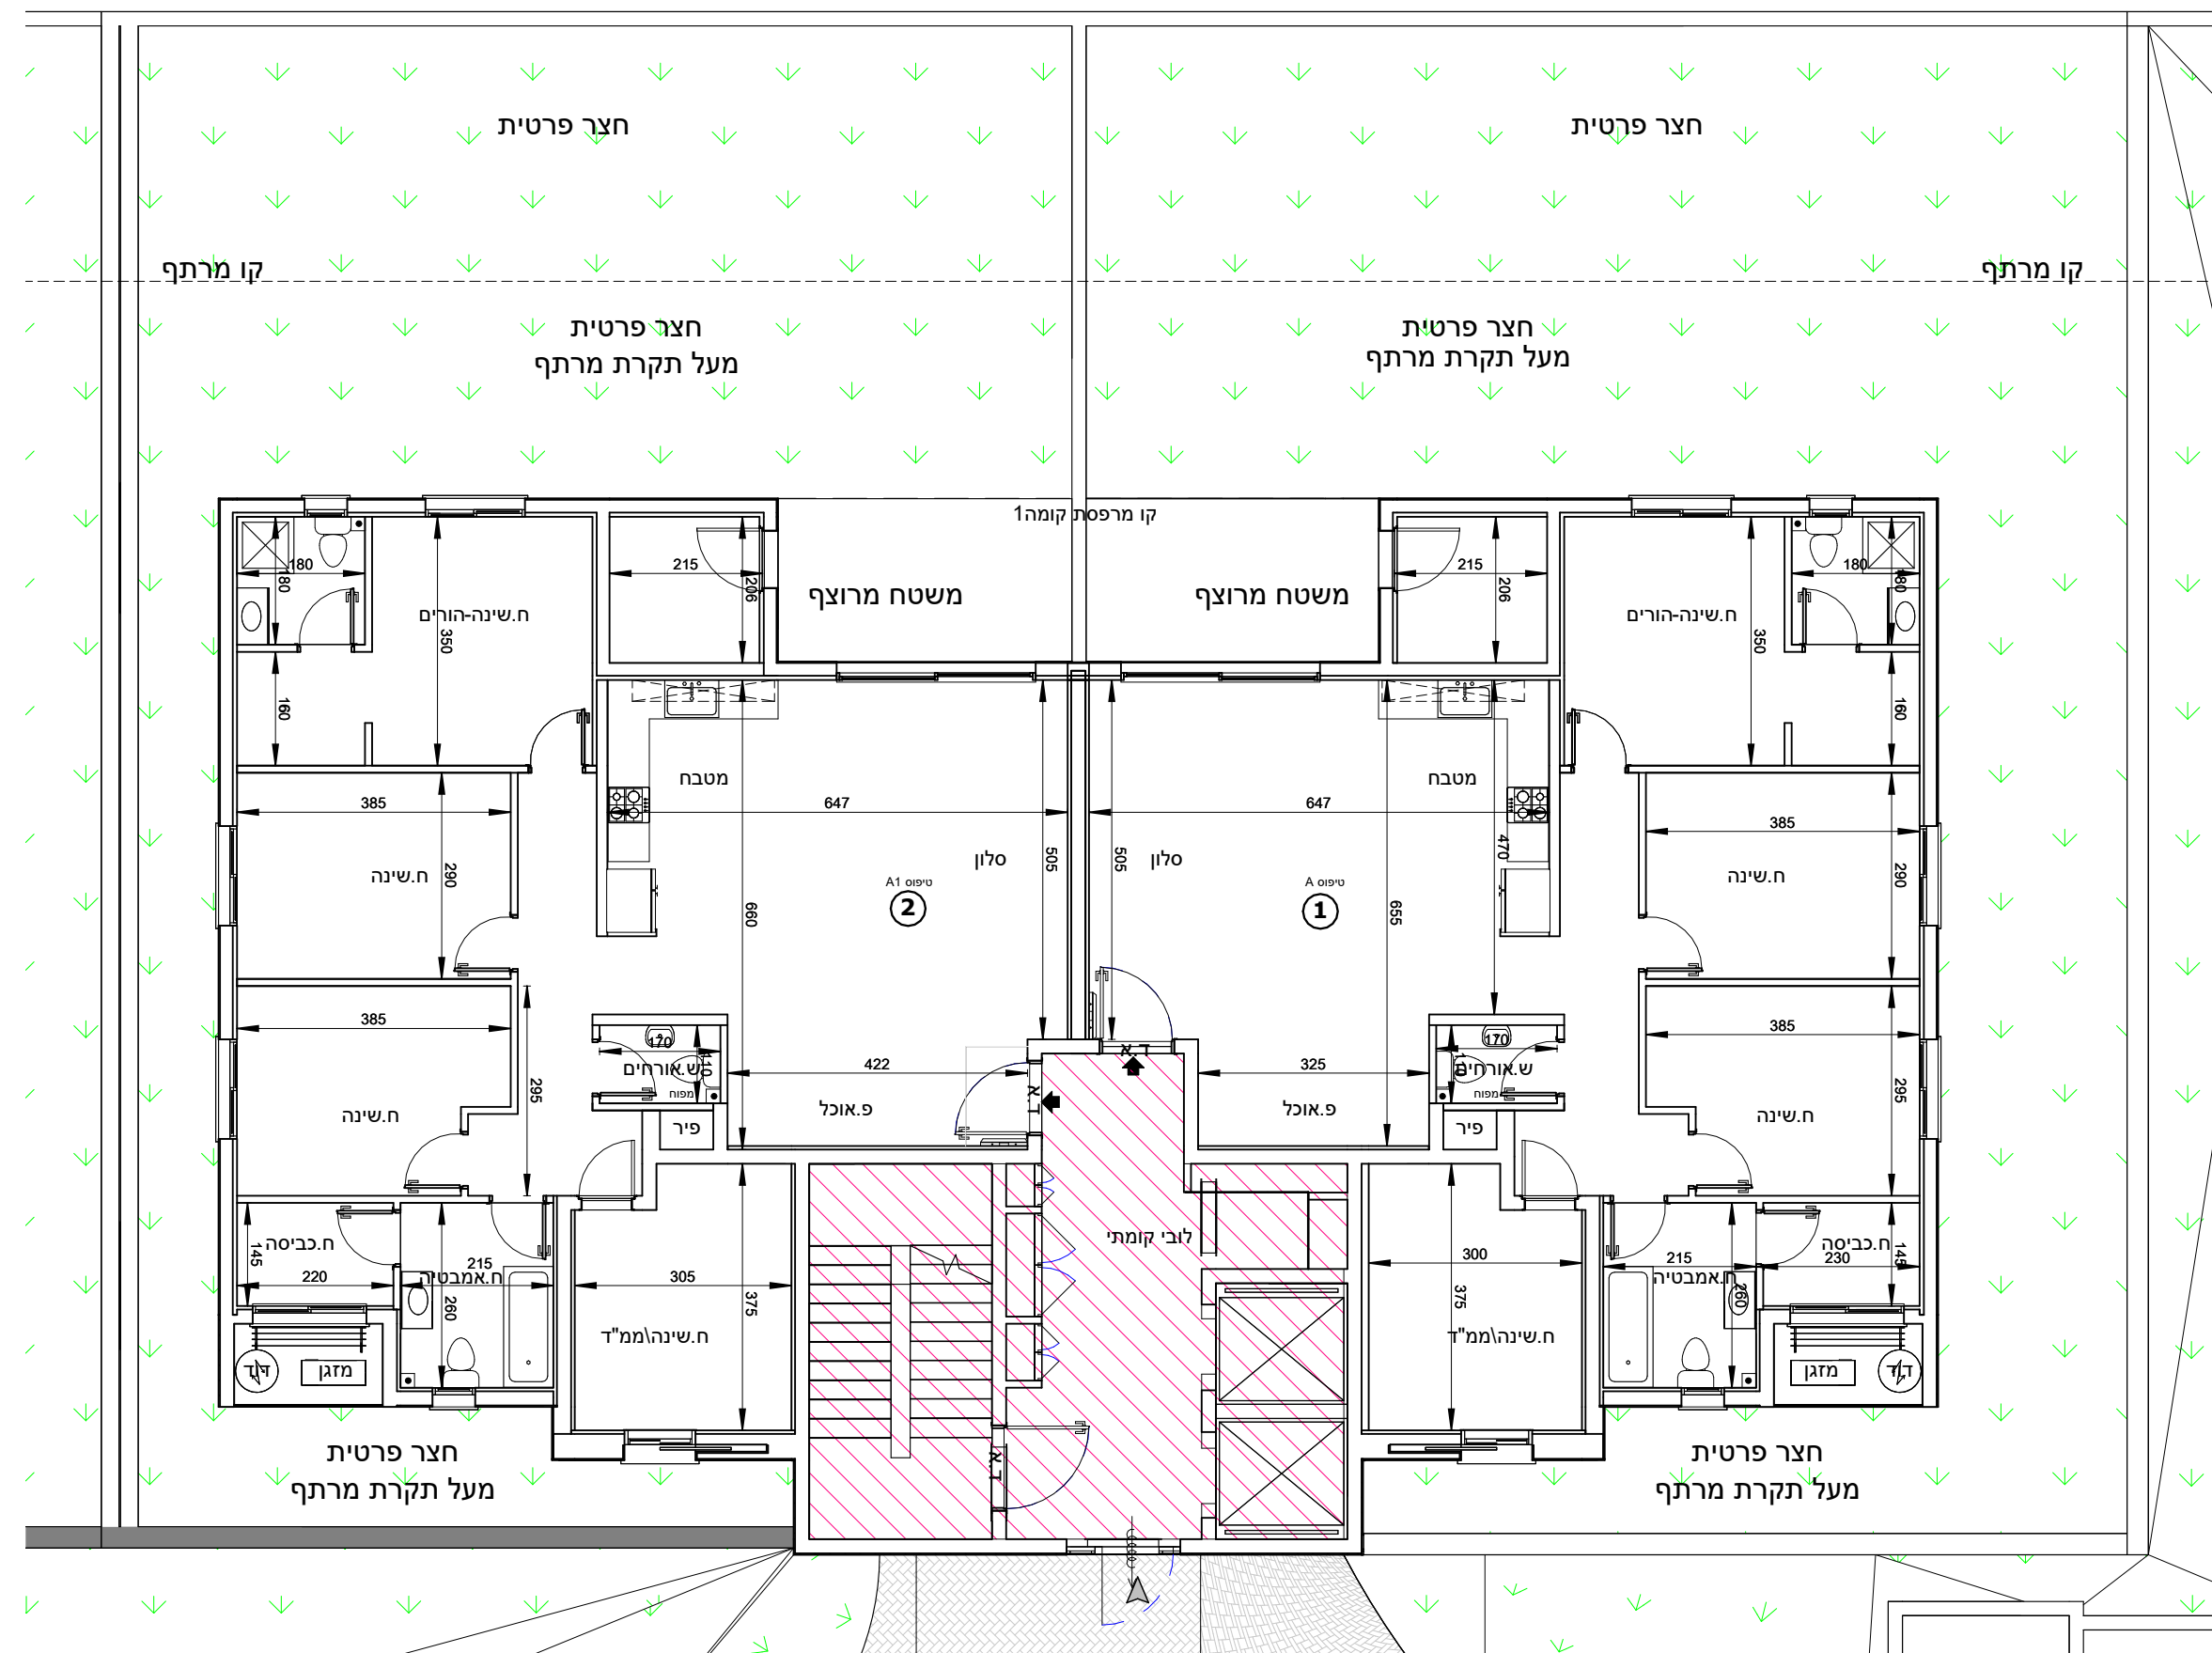 חצר פרטית
חצר פרטית
קו מרתף
קו מרתף
חצר פרטית
מעל תקרת מרתף
חצר פרטית
מעל תקרת מרתף
קו מרפסת קומה1
משטח מרוצף
משטח מרוצף
215
206
215
206
180
180
180
180
ח.שינה-הורים
350
ח.שינה-הורים
350
160
160
מטבח
מטבח
647
647
385
385
290
290
ח.שינה
ח.שינה
סלון
סלון
505
505
470
טיפוס A1
2
טיפוס A
1
660
655
385
385
295
295
ח.שינה
ח.שינה
170
110
ש.אורחים
מפוח
170
110
ש.אורחים
מפוח
422
325
פ.אוכל
פ.אוכל
ד.א
ד.א
פיר
פיר
לובי קומתי
ח.כביסה
145
220
ח.כביסה
145
230
215
ח.אמבטיה
260
215
ח.אמבטיה
260
305
375
ח.שינה\ממ"ד
300
375
ח.שינה\ממ"ד
דוד
מזגן
מזגן
דוד
ד.א
חצר פרטית
מעל תקרת מרתף
חצר פרטית
מעל תקרת מרתף